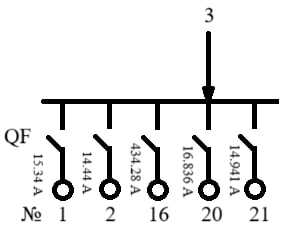 3
QF
15.34 A
14.44 A
434.28 A
16.836 A
14.941 A
№ 1 2 16 20 21